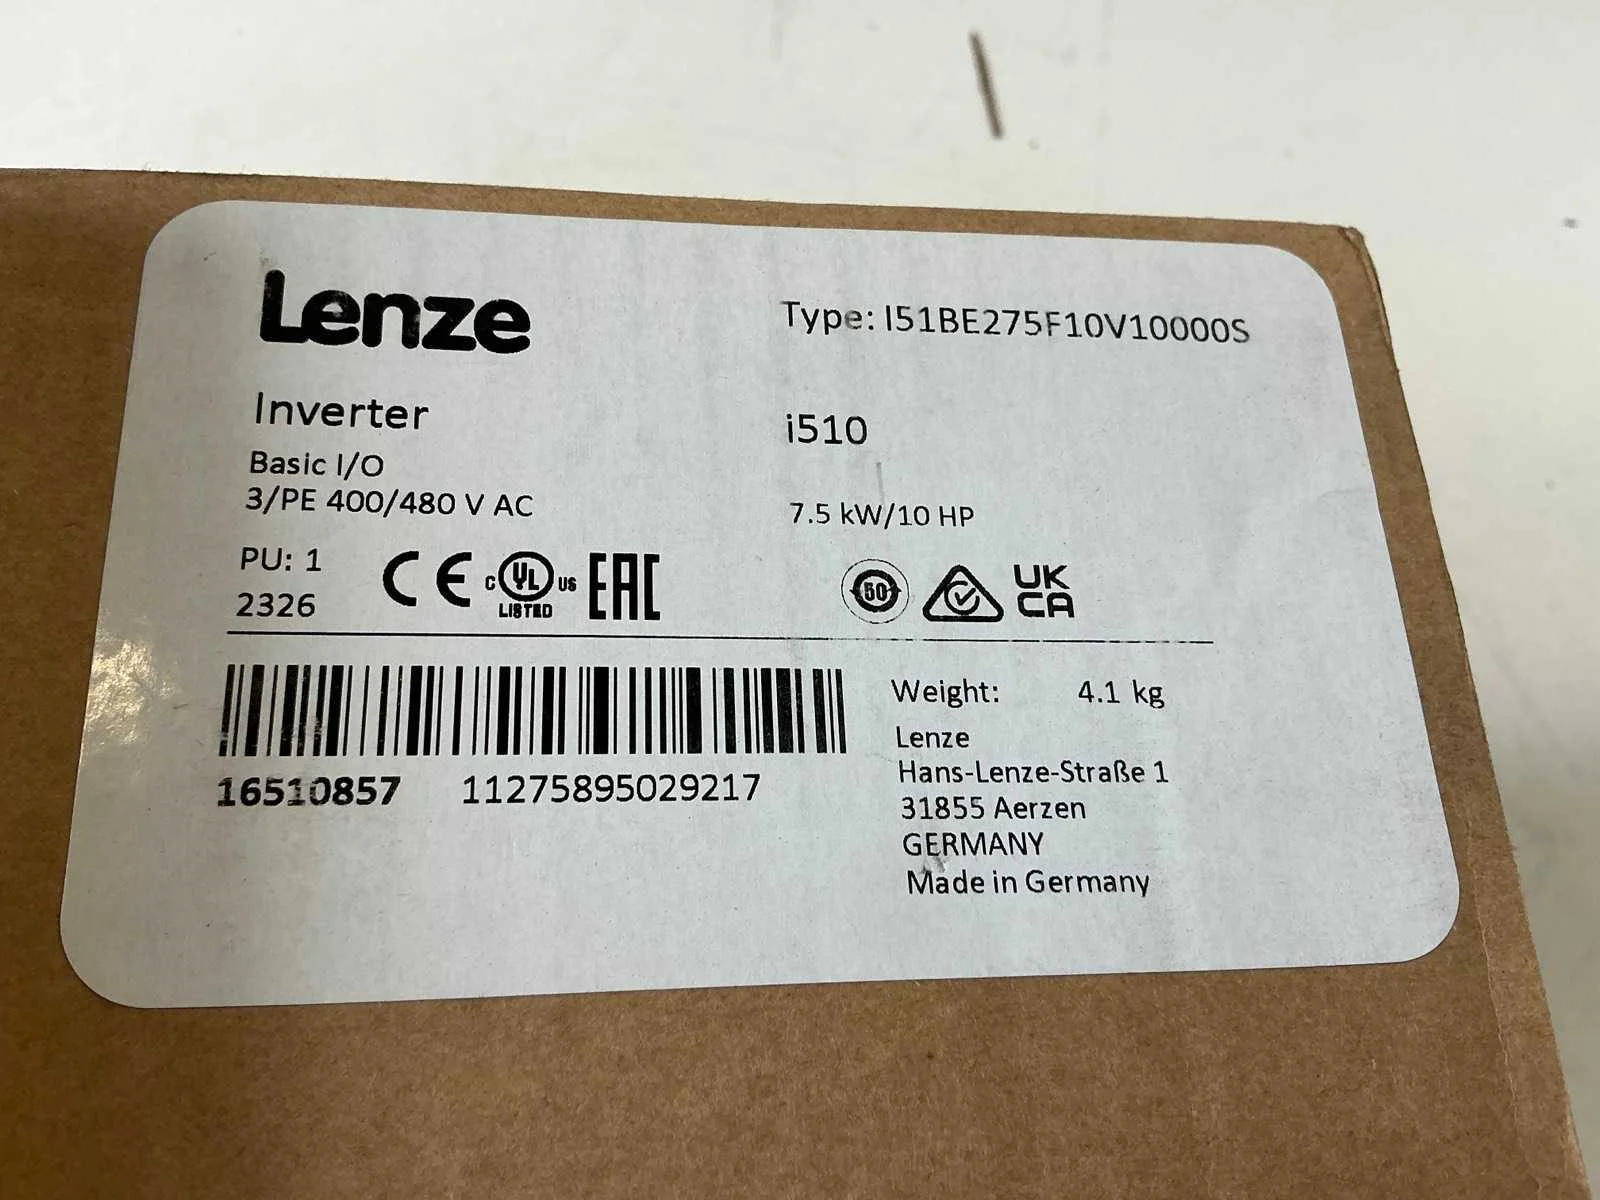 Lenze
Type: I51BE275F10V10000S
Inverter
i510
Basic I/O
3/PE 400/480 V AC
7.5 kW/10 HP
PU: 1
2326
CE
C UL US
LISTED
EAC
50
UK
CA
16510857 11275895029217
Weight: 4.1 kg
Lenze
Hans-Lenze-Straße 1
31855 Aerzen
GERMANY
Made in Germany